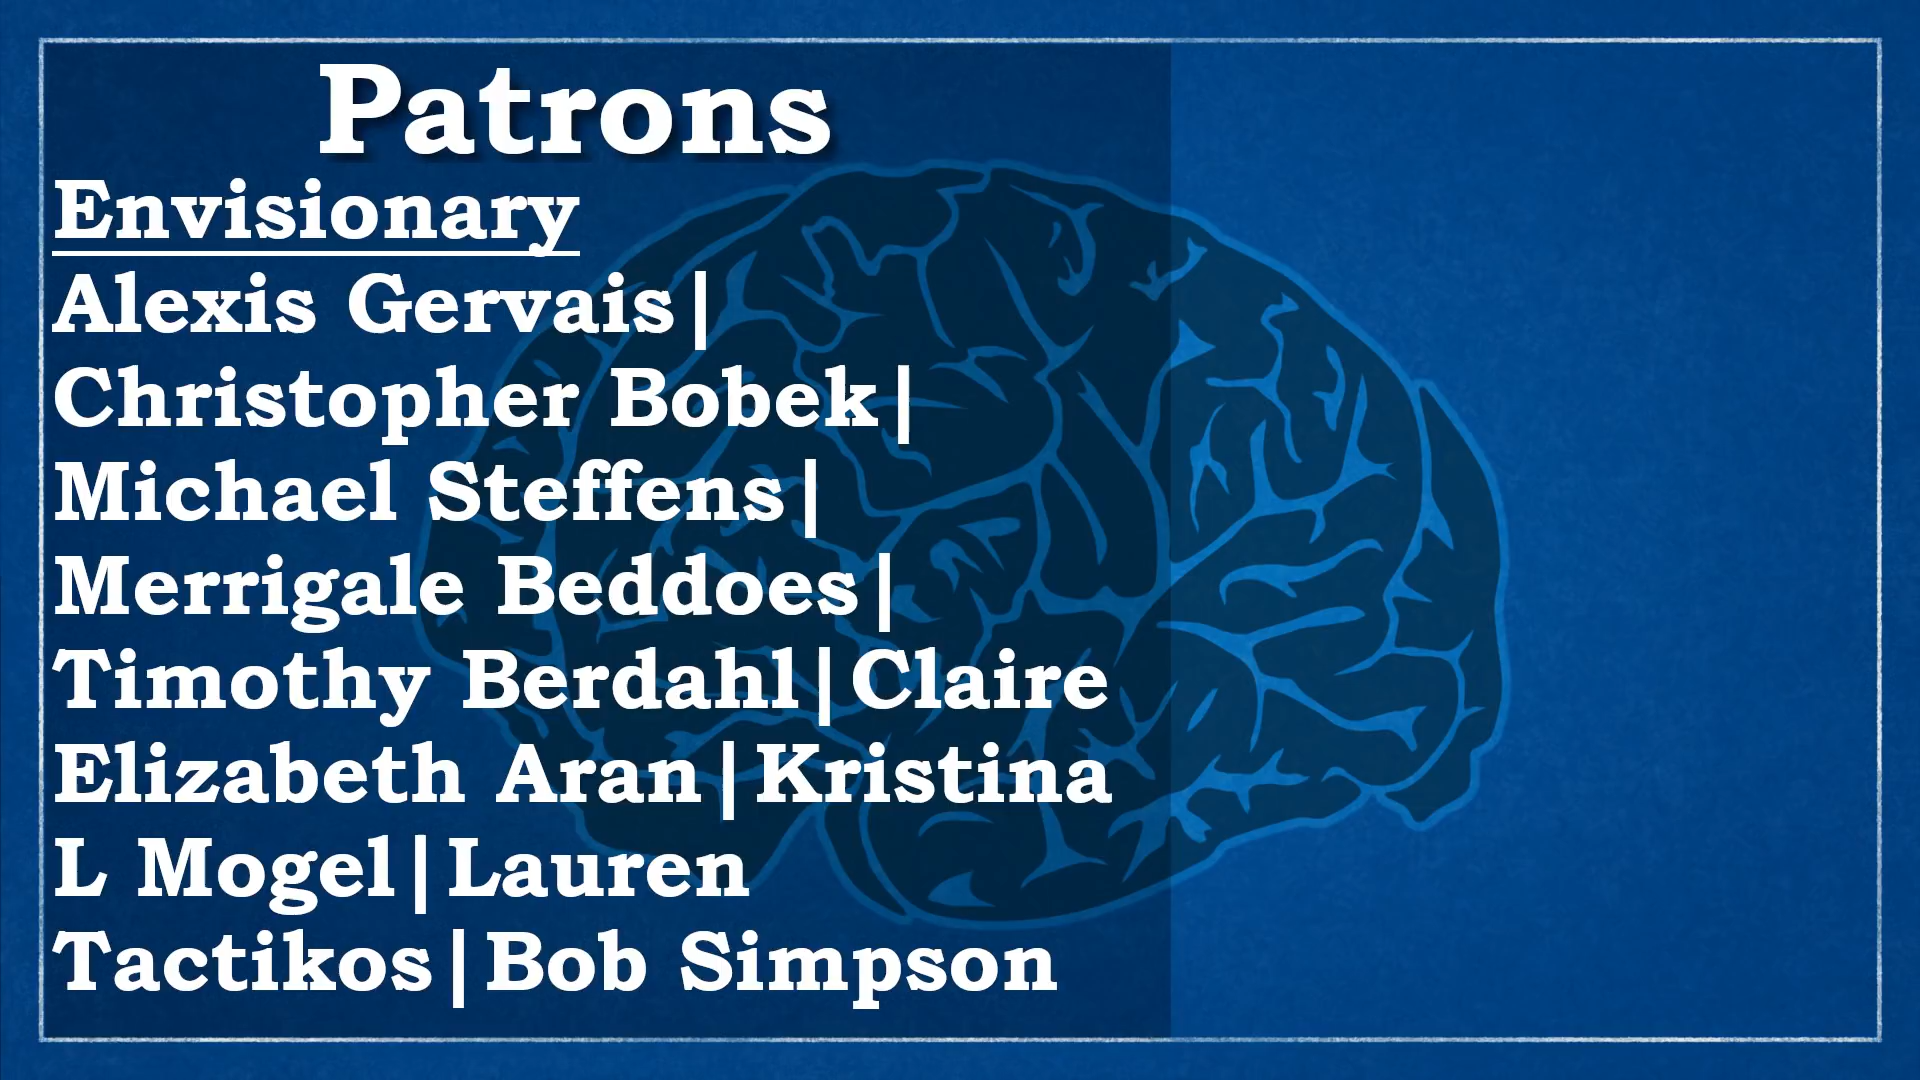 Patrons
Envisionary
Alexis Gervais|
Christopher Bobek|
Michael Steffens|
Merrigale Beddoes|
Timothy Berdahl|Claire
Elizabeth Aran|Kristina
L Mogel|Lauren
Tactikos|Bob Simpson